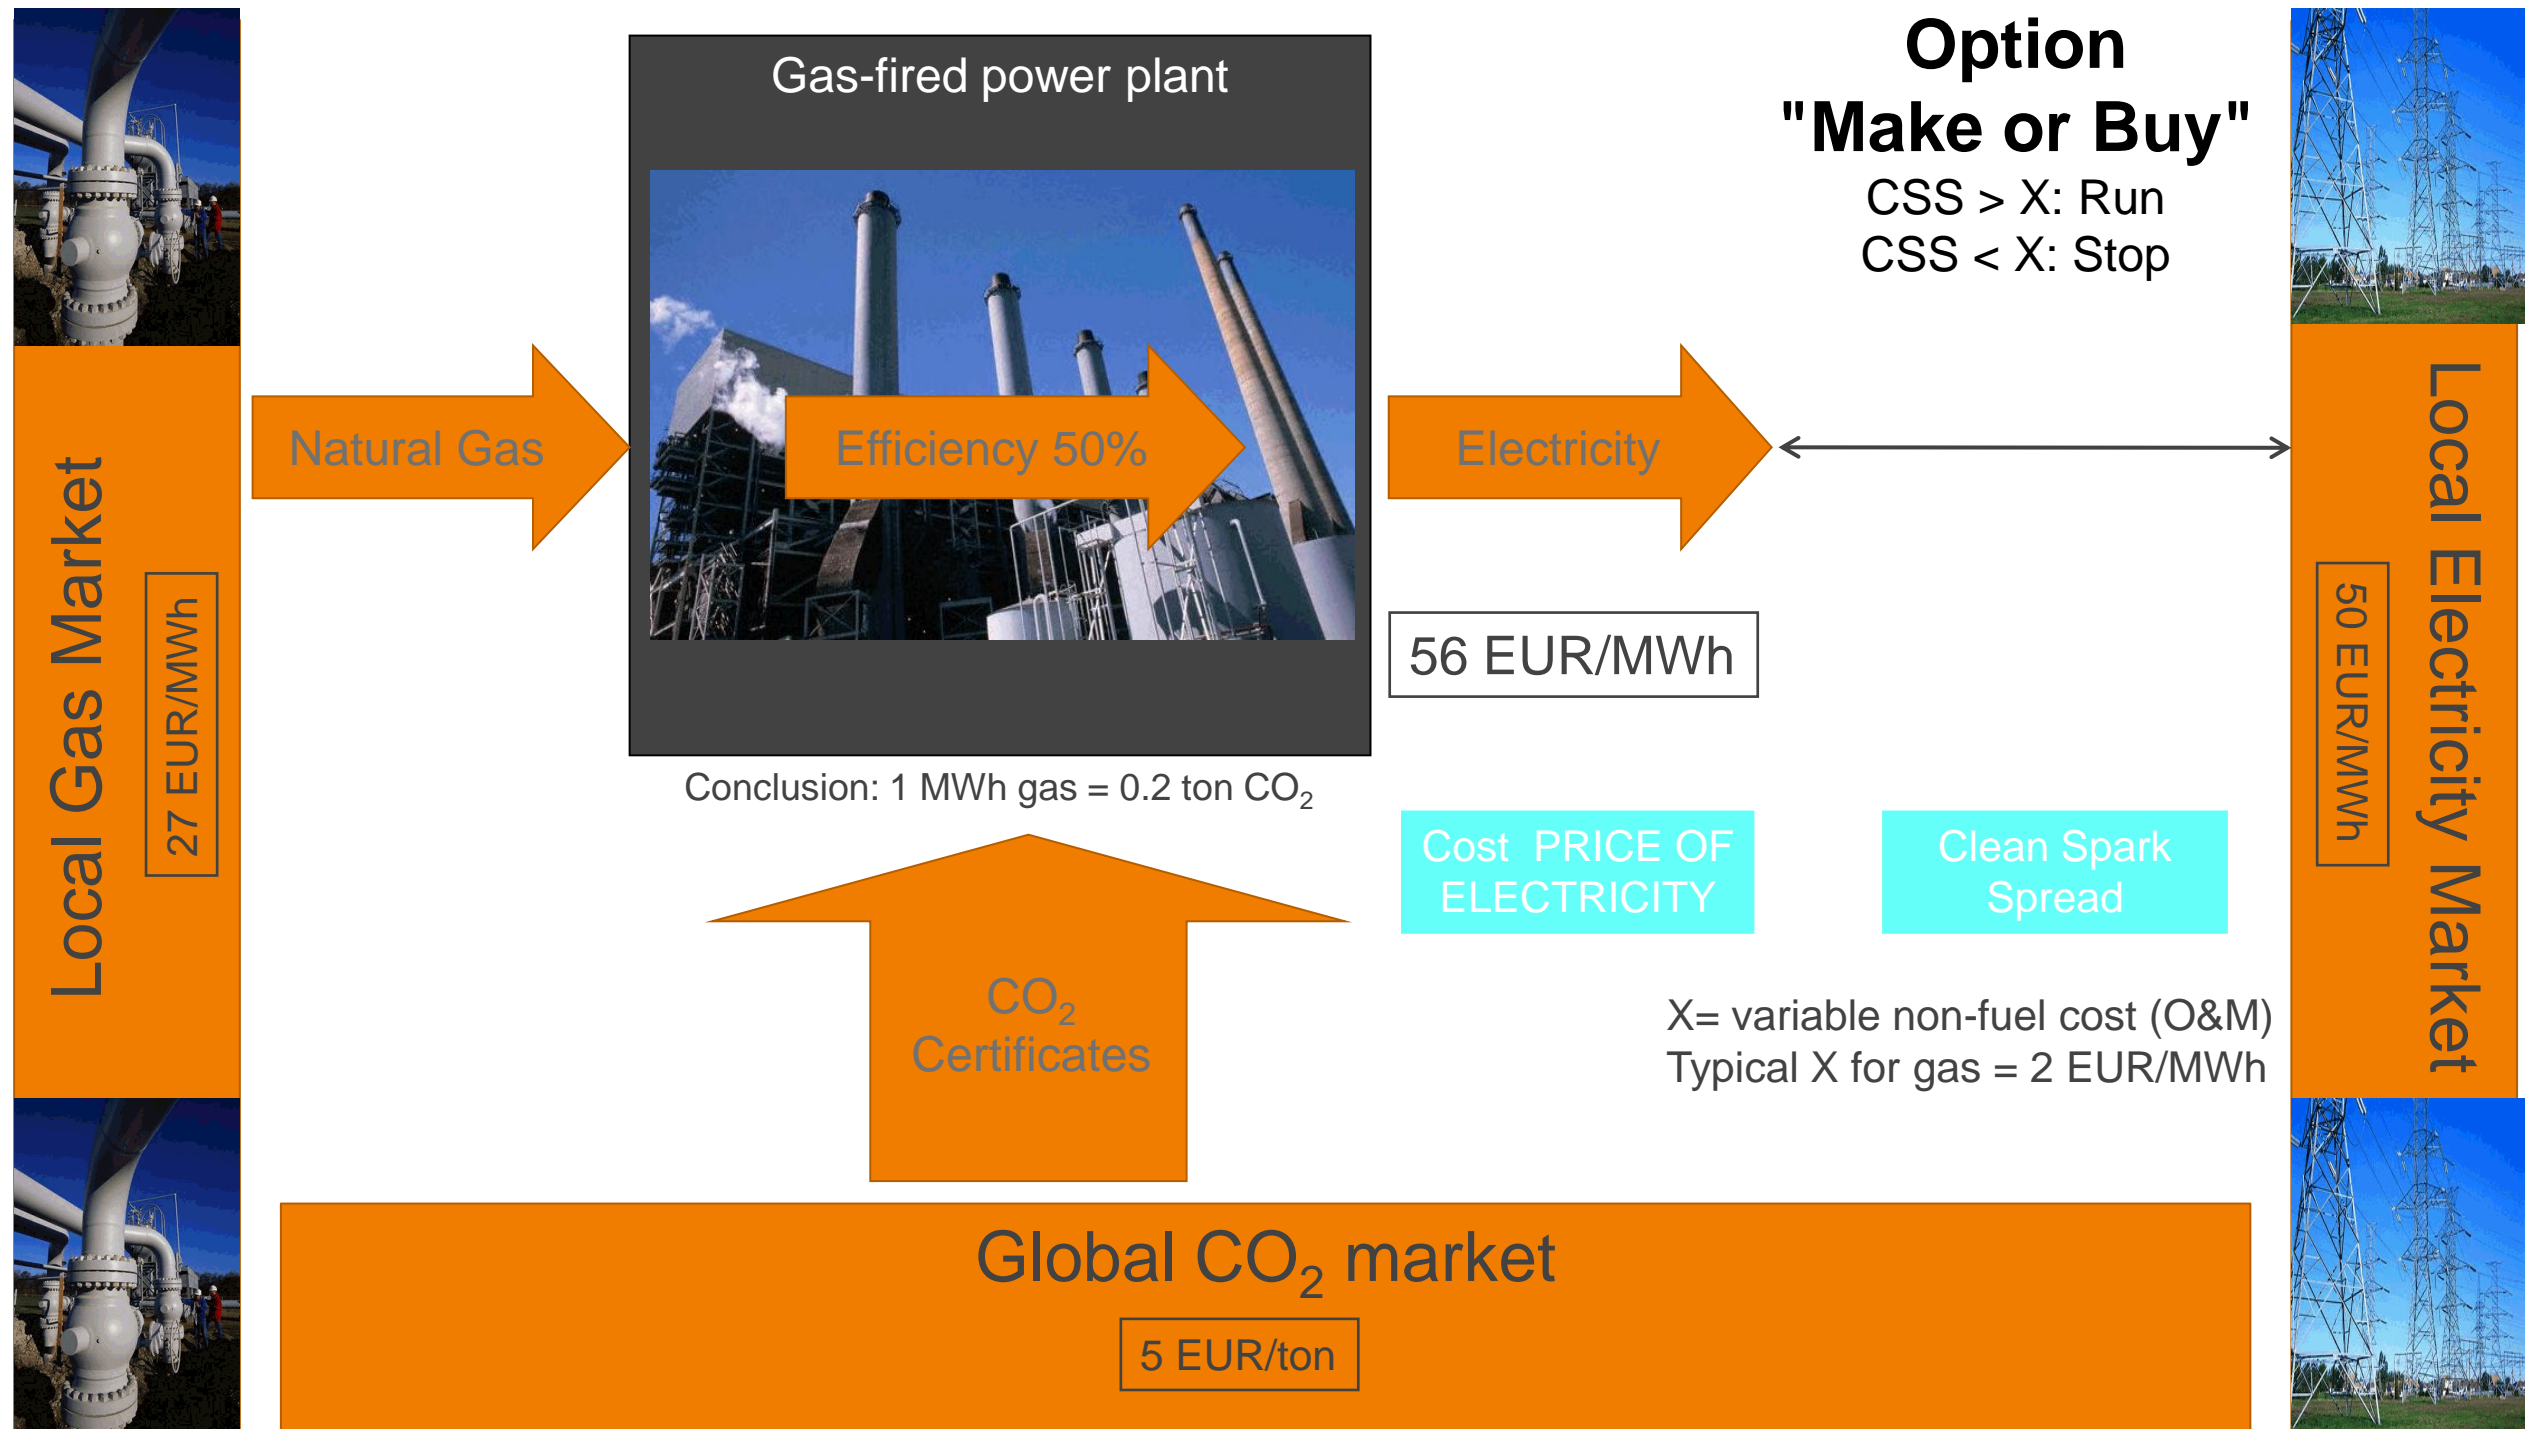 Gas-fired power plant
Option
"Make or Buy"
CSS > X: Run
CSS < X: Stop
Local Gas Market
27 EUR/MWh
Natural Gas
Efficiency 50%
Electricity
56 EUR/MWh
50 EUR/MWh
Local Electricity Market
Conclusion: 1 MWh gas = 0.2 ton CO₂
Cost PRICE OF
ELECTRICITY
Clean Spark
Spread
CO₂
Certificates
X= variable non-fuel cost (O&M)
Typical X for gas = 2 EUR/MWh
Global CO₂ market
5 EUR/ton